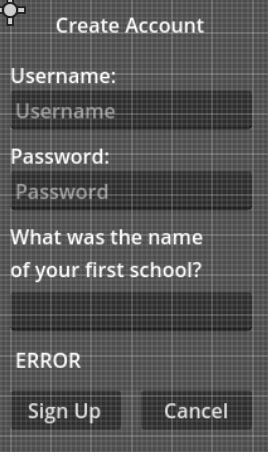 Create Account
Username:
Username
Password:
Password
What was the name
of your first school?
ERROR
Sign Up Cancel